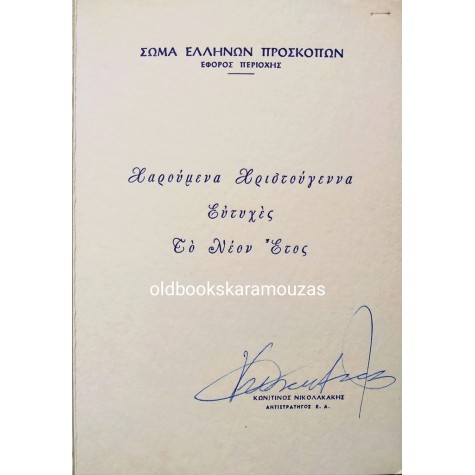 ΣΩΜΑ ΕΛΛΗΝΩΝ ΠΡΟΣΚΟΠΩΝ
ΕΦΟΡΟΣ ΠΕΡΙΟΧΗΣ
Χαρούμενα Χριστούγεννα
Εὐτυχὲς
Τὸ Νέον Ἔτος
oldbookskaramouzas
ΚΩΝ)ΤΙΝΟΣ ΝΙΚΟΛΑΚΑΚΗΣ
ΑΝΤΙΣΤΡΑΤΗΓΟΣ Ε. Α.